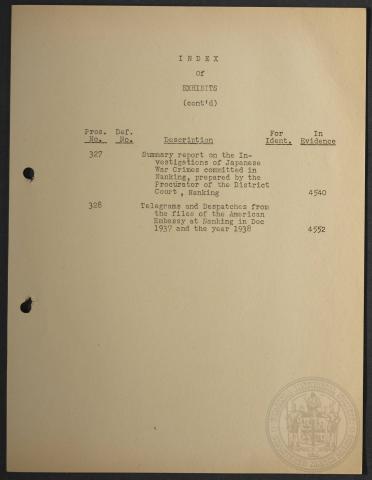 I N D E X
Of
EXHIBITS
(cont'd)
Pros. Def. For In
No. No. Description Ident. Evidence
327 Summary report on the In-
vestigations of Japanese
War Crimes committed in
Nanking, prepared by the
Procurator of the District
Court , Nanking 4540
328 Telegrams and Despatches from
the files of the American
Embassy at Nanking in Dec
1937 and the year 1938 4552